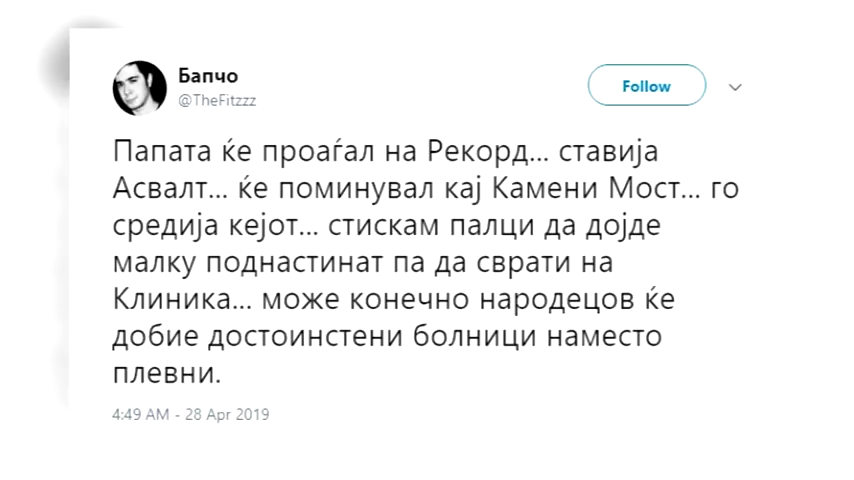 Бапчо
@TheFitzzz
Follow
Папата ќе проаѓал на Рекорд... ставија
Асвалт... ќе поминувал кај Камени Мост... го
средија кејот... стискам палци да дојде
малку поднастинат па да сврати на
Клиника... може конечно народецов ќе
добие достоинстени болници наместо
плевни.
4:49 AM - 28 Apr 2019